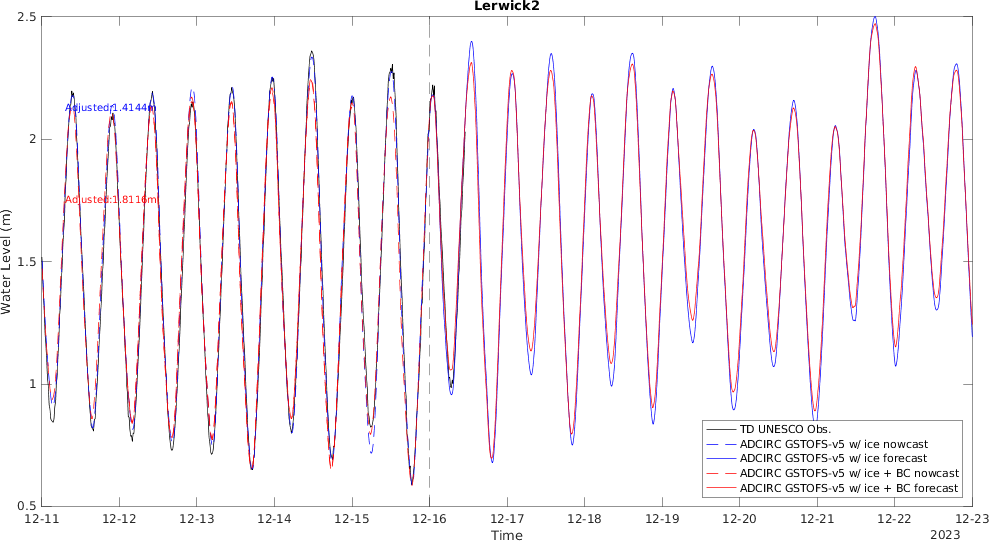 Lerwick2
2.5
2
1.5
1
0.5
Water Level (m)
Adjusted:1.4144m
Adjusted:1.8116m
TD UNESCO Obs.
ADCIRC GSTOFS-v5 w/ ice nowcast
ADCIRC GSTOFS-v5 w/ ice forecast
ADCIRC GSTOFS-v5 w/ ice + BC nowcast
ADCIRC GSTOFS-v5 w/ ice + BC forecast
12-11 12-12 12-13 12-14 12-15 12-16 12-17 12-18 12-19 12-20 12-21 12-22 12-23
Time
2023